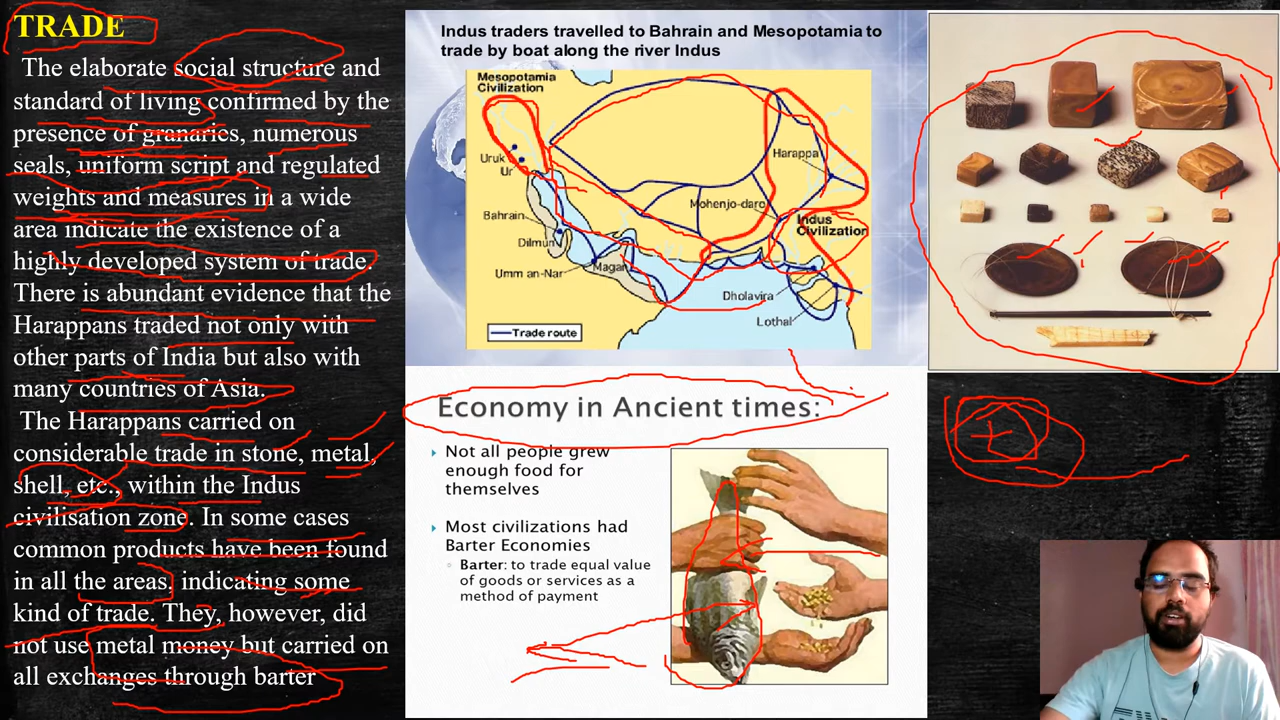 TRADE
The elaborate social structure and
standard of living confirmed by the
presence of granaries, numerous
seals, uniform script and regulated
weights and measures in a wide
area indicate the existence of a
highly developed system of trade.
There is abundant evidence that the
Harappans traded not only with
other parts of India but also with
many countries of Asia.
The Harappans carried on
considerable trade in stone, metal,
shell, etc., within the Indus
civilisation zone. In some cases
common products have been found
in all the areas, indicating some
kind of trade. They, however, did
not use metal money but carried on
all exchanges through barter
Indus traders travelled to Bahrain and Mesopotamia to
trade by boat along the river Indus
Mesopotamia
Civilization
Uruk
Ur
Harappa
Mohenjo-daro
Bahrain
Indus
Civilization
Dilmun
Umm an-Nar
Magan
Dholavira
Lothal
Trade route
Economy in Ancient times:
Not all people grew
enough food for
themselves
Most civilizations had
Barter Economies
Barter: to trade equal value
of goods or services as a
method of payment